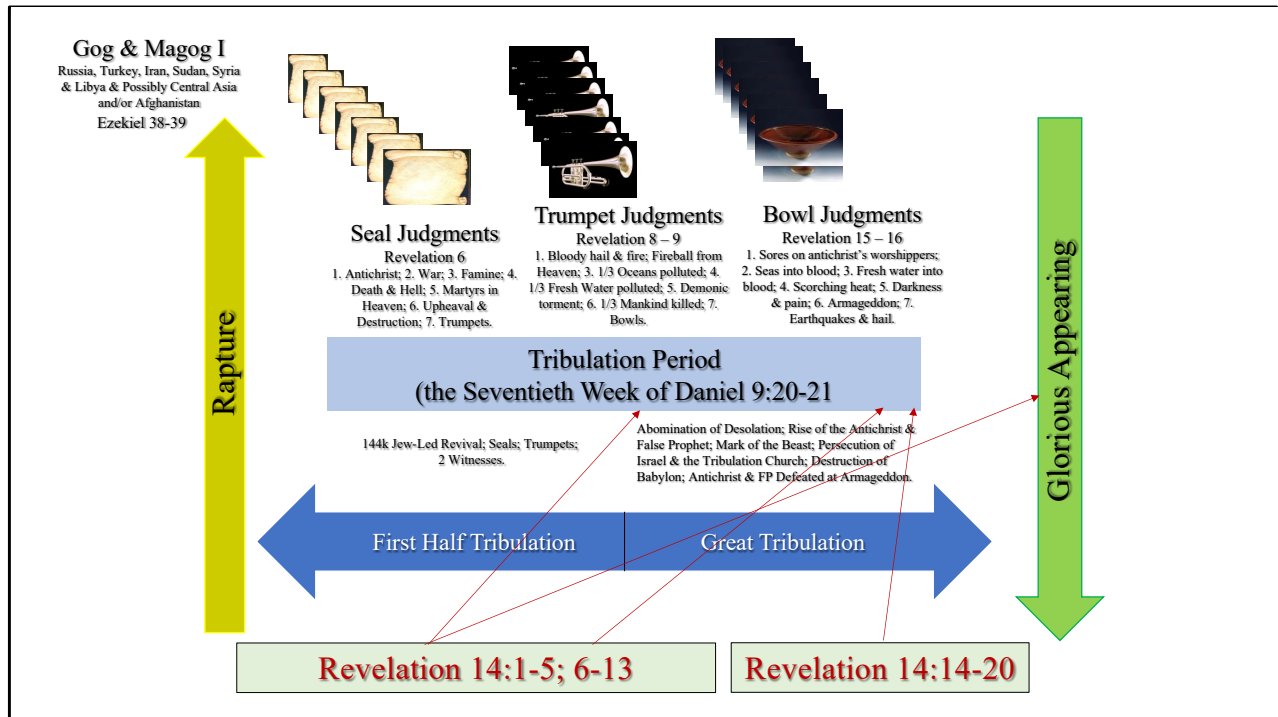 Gog & Magog I
Russia, Turkey, Iran, Sudan, Syria
& Libya & Possibly Central Asia
and/or Afghanistan
Ezekiel 38-39
Seal Judgments
Revelation 6
1. Antichrist; 2. War; 3. Famine; 4.
Death & Hell; 5. Martyrs in
Heaven; 6. Upheaval &
Destruction; 7. Trumpets.
Trumpet Judgments
Revelation 8 – 9
1. Bloody hail & fire; Fireball from
Heaven; 3. 1/3 Oceans polluted; 4.
1/3 Fresh Water polluted; 5. Demonic
torment; 6. 1/3 Mankind killed; 7.
Bowls.
Bowl Judgments
Revelation 15 – 16
1. Sores on antichrist’s worshippers;
2. Seas into blood; 3. Fresh water into
blood; 4. Scorching heat; 5. Darkness
& pain; 6. Armageddon; 7.
Earthquakes & hail.
Rapture
Tribulation Period
(the Seventieth Week of Daniel 9:20-21
Glorious Appearing
144k Jew-Led Revival; Seals; Trumpets;
2 Witnesses.
Abomination of Desolation; Rise of the Antichrist &
False Prophet; Mark of the Beast; Persecution of
Israel & the Tribulation Church; Destruction of
Babylon; Antichrist & FP Defeated at Armageddon.
First Half Tribulation
Great Tribulation
Revelation 14:1-5; 6-13
Revelation 14:14-20